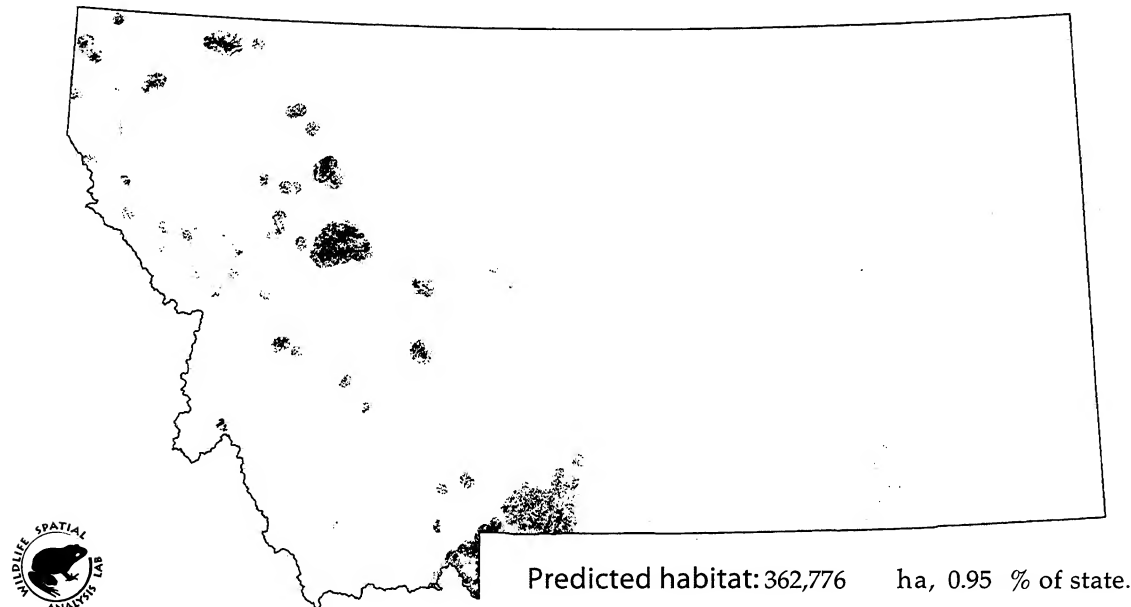 WILDLIFE SPATIAL ANALYSIS LAB
Predicted habitat: 362,776 ha, 0.95 % of state.